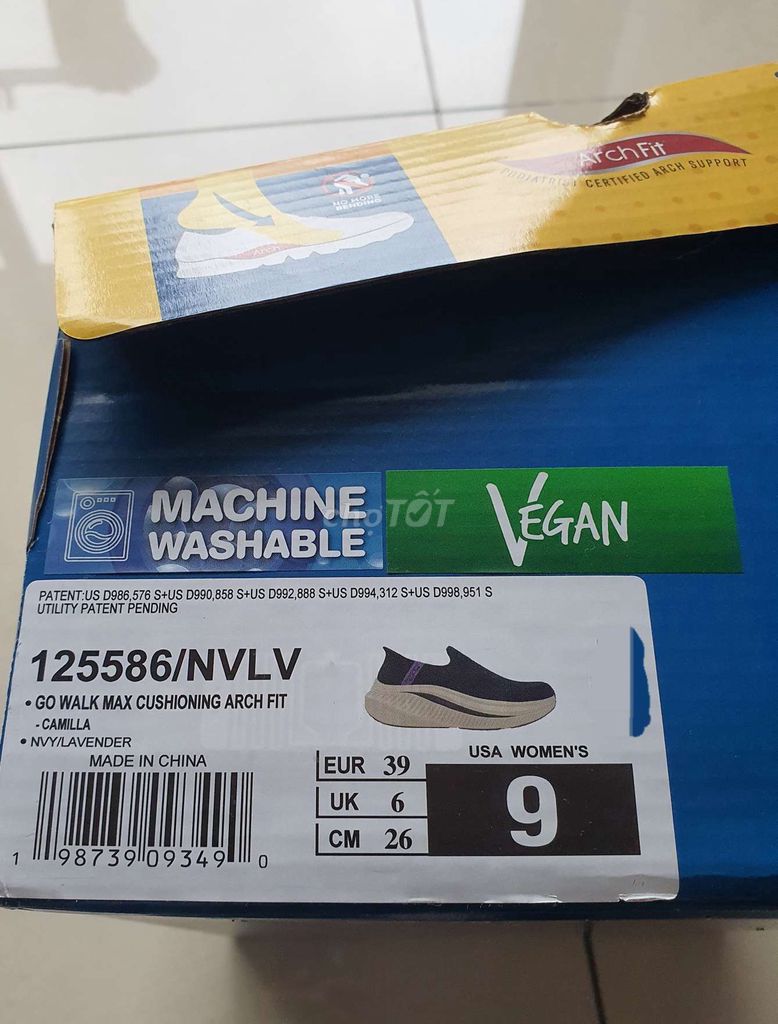 Arch Fit
PODIATRIST CERTIFIED ARCH SUPPORT
NO MORE
BENDING
Arch
MACHINE
WASHABLE
VEGAN
chợTỐT
PATENT:US D986,576 S+US D990,858 S+US D992,888 S+US D994,312 S+US D998,951 S
UTILITY PATENT PENDING
125586/NVLV
• GO WALK MAX CUSHIONING ARCH FIT
- CAMILLA
• NVY/LAVENDER
MADE IN CHINA
USA WOMEN'S
EUR 39
UK 6
CM 26
9
1 98739 09349 0